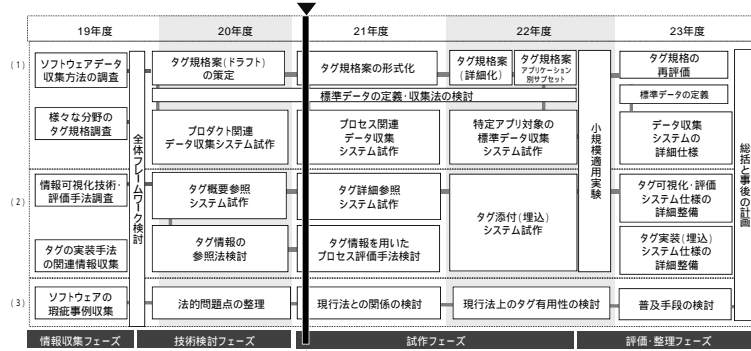 19年度
20年度
21年度
22年度
23年度
(1)
ソフトウェアデータ
収集方法の調査
タグ規格案(ドラフト)
の策定
タグ規格案の形式化
タグ規格案
(詳細化)
タグ規格案
アプリケーション
別サブセット
タグ規格の
再評価
標準データの定義・収集法の検討
標準データの定義
様々な分野の
タグ規格調査
プロダクト関連
データ収集システム試作
プロセス関連
データ収集
システム試作
特定アプリ対象の
標準データ収集
システム試作
データ収集
システムの
詳細仕様
全体フレームワーク検討
小規模適用実験
総括と事後の計画
(2)
情報可視化技術・
評価手法調査
タグ概要参照
システム試作
タグ詳細参照
システム試作
タグ添付(埋込)
システム試作
タグ可視化・評価
システム仕様の
詳細整備
タグの実装手法
の関連情報収集
タグ情報の
参照法検討
タグ情報を用いた
プロセス評価手法検討
タグ実装(埋込)
システム仕様の
詳細整備
(3)
ソフトウェアの
瑕疵事例収集
法的問題点の整理
現行法との関係の検討
現行法上のタグ有用性の検討
普及手段の検討
情報収集フェーズ
技術検討フェーズ
試作フェーズ
評価・整理フェーズ